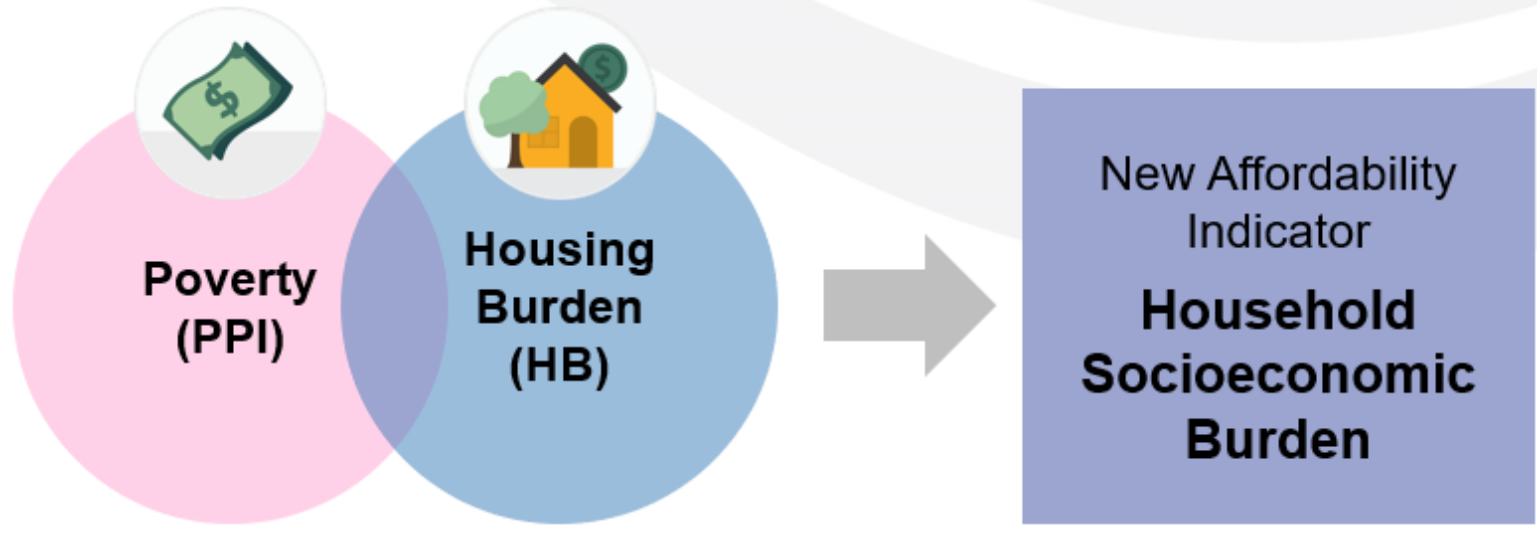 Poverty
(PPI)
Housing
Burden
(HB)
New Affordability
Indicator
Household
Socioeconomic
Burden
$
$